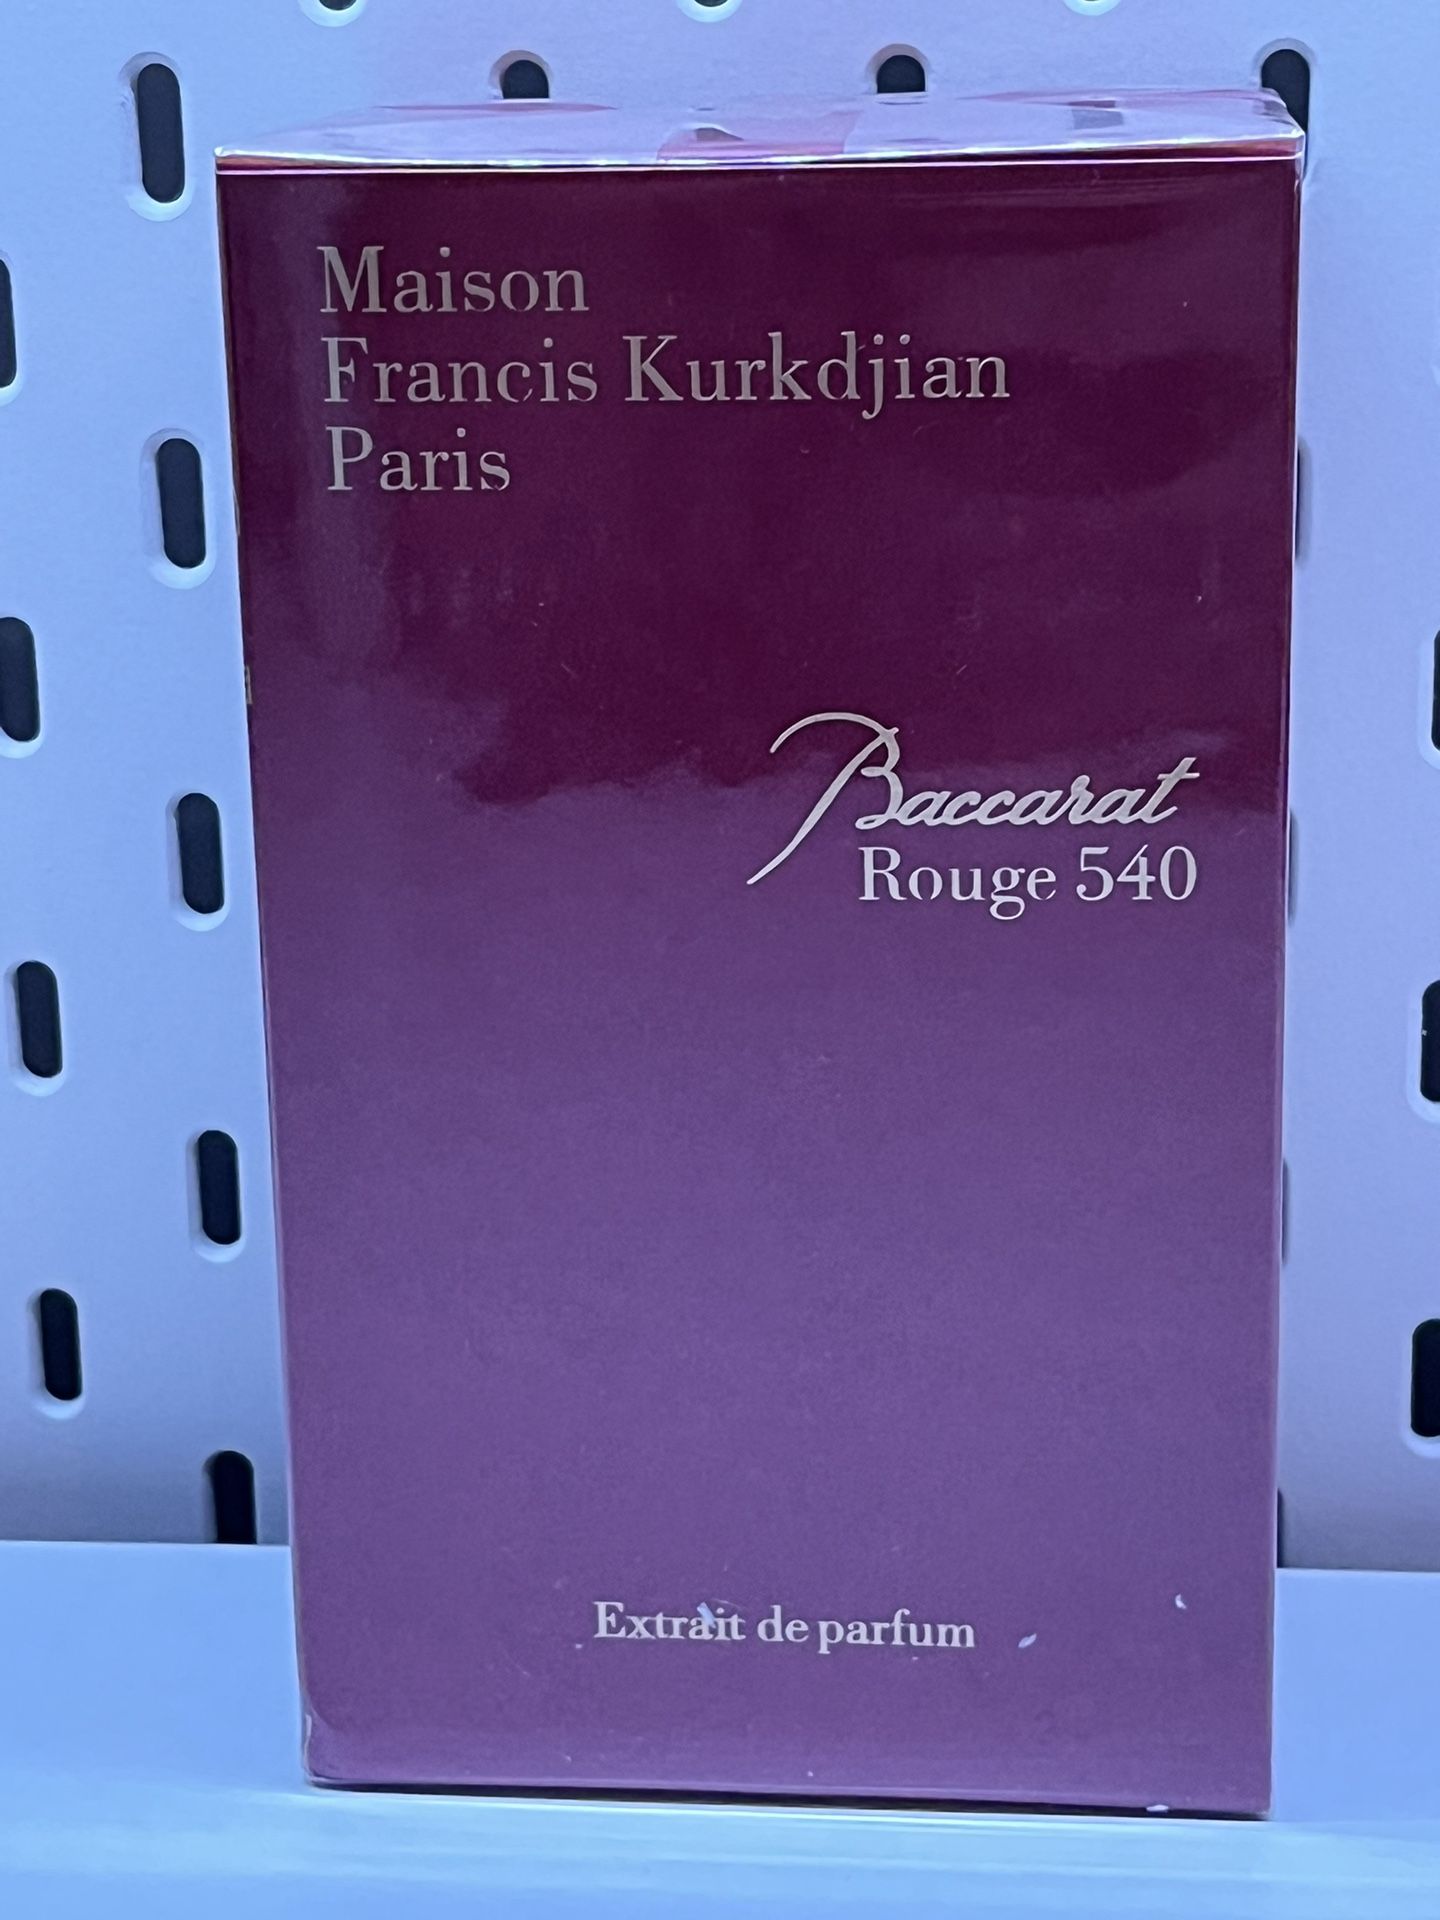 Maison
Francis Kurkdjian
Paris
Baccarat
Rouge 540
Extrait de parfum